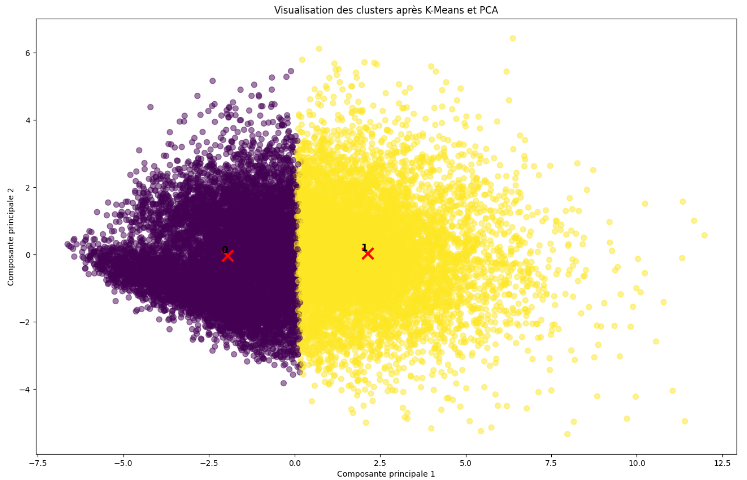 Visualisation des clusters après K-Means et PCA
Composante principale 2
6
4
2
0
−2
−4
0
1
−7.5 −5.0 −2.5 0.0 2.5 5.0 7.5 10.0 12.5
Composante principale 1